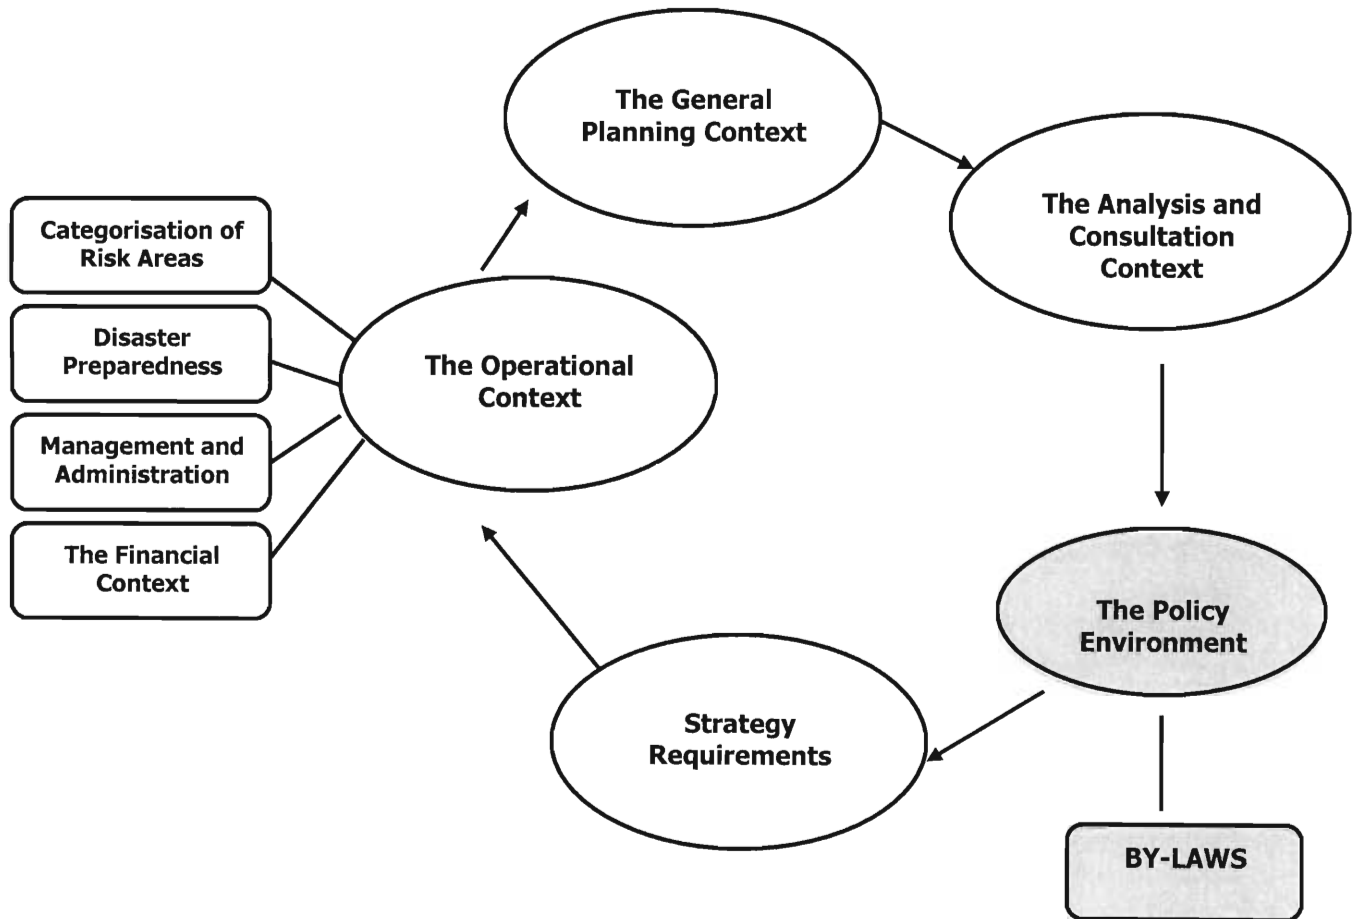 The General
Planning Context
The Analysis and
Consultation
Context
Categorisation of
Risk Areas
Disaster
Preparedness
Management and
Administration
The Financial
Context
The Operational
Context
The Policy
Environment
Strategy
Requirements
BY-LAWS